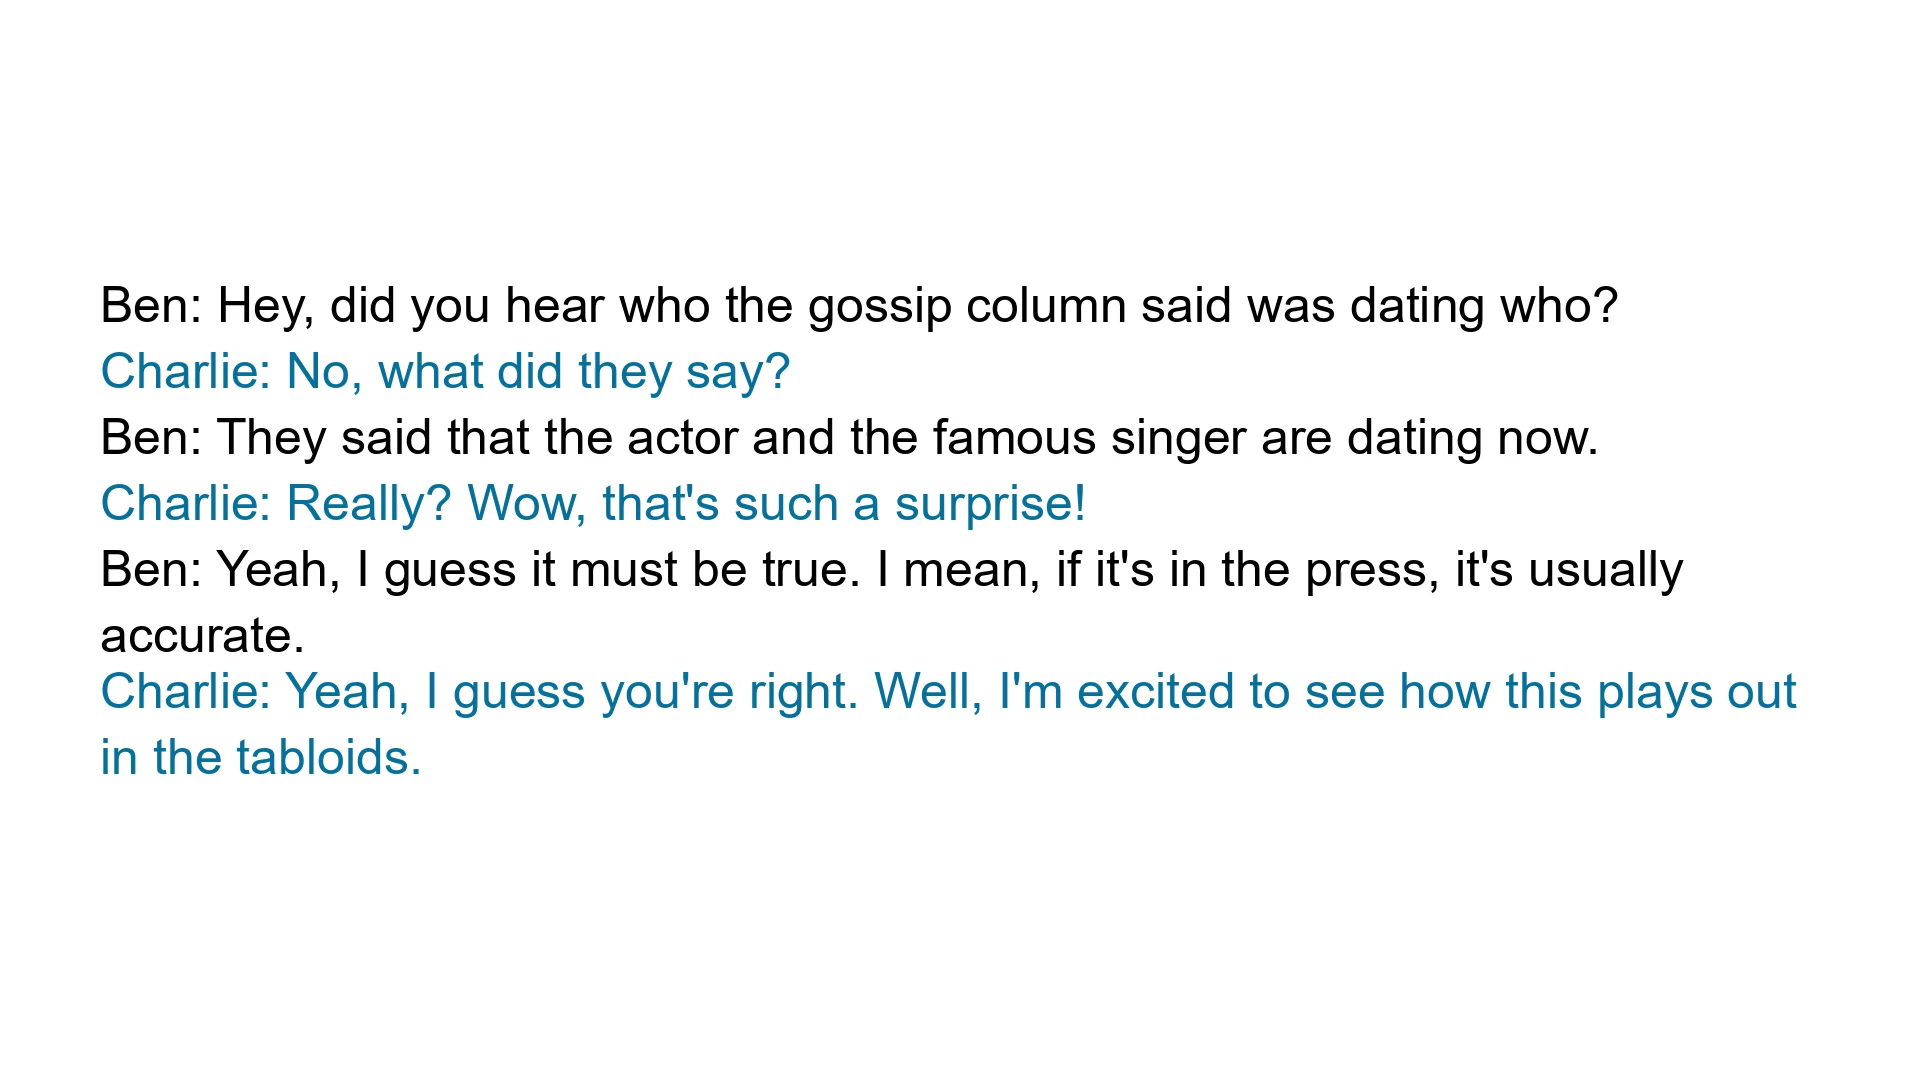 Ben: Hey, did you hear who the gossip column said was dating who?
Charlie: No, what did they say?
Ben: They said that the actor and the famous singer are dating now.
Charlie: Really? Wow, that's such a surprise!
Ben: Yeah, I guess it must be true. I mean, if it's in the press, it's usually
accurate.
Charlie: Yeah, I guess you're right. Well, I'm excited to see how this plays out
in the tabloids.